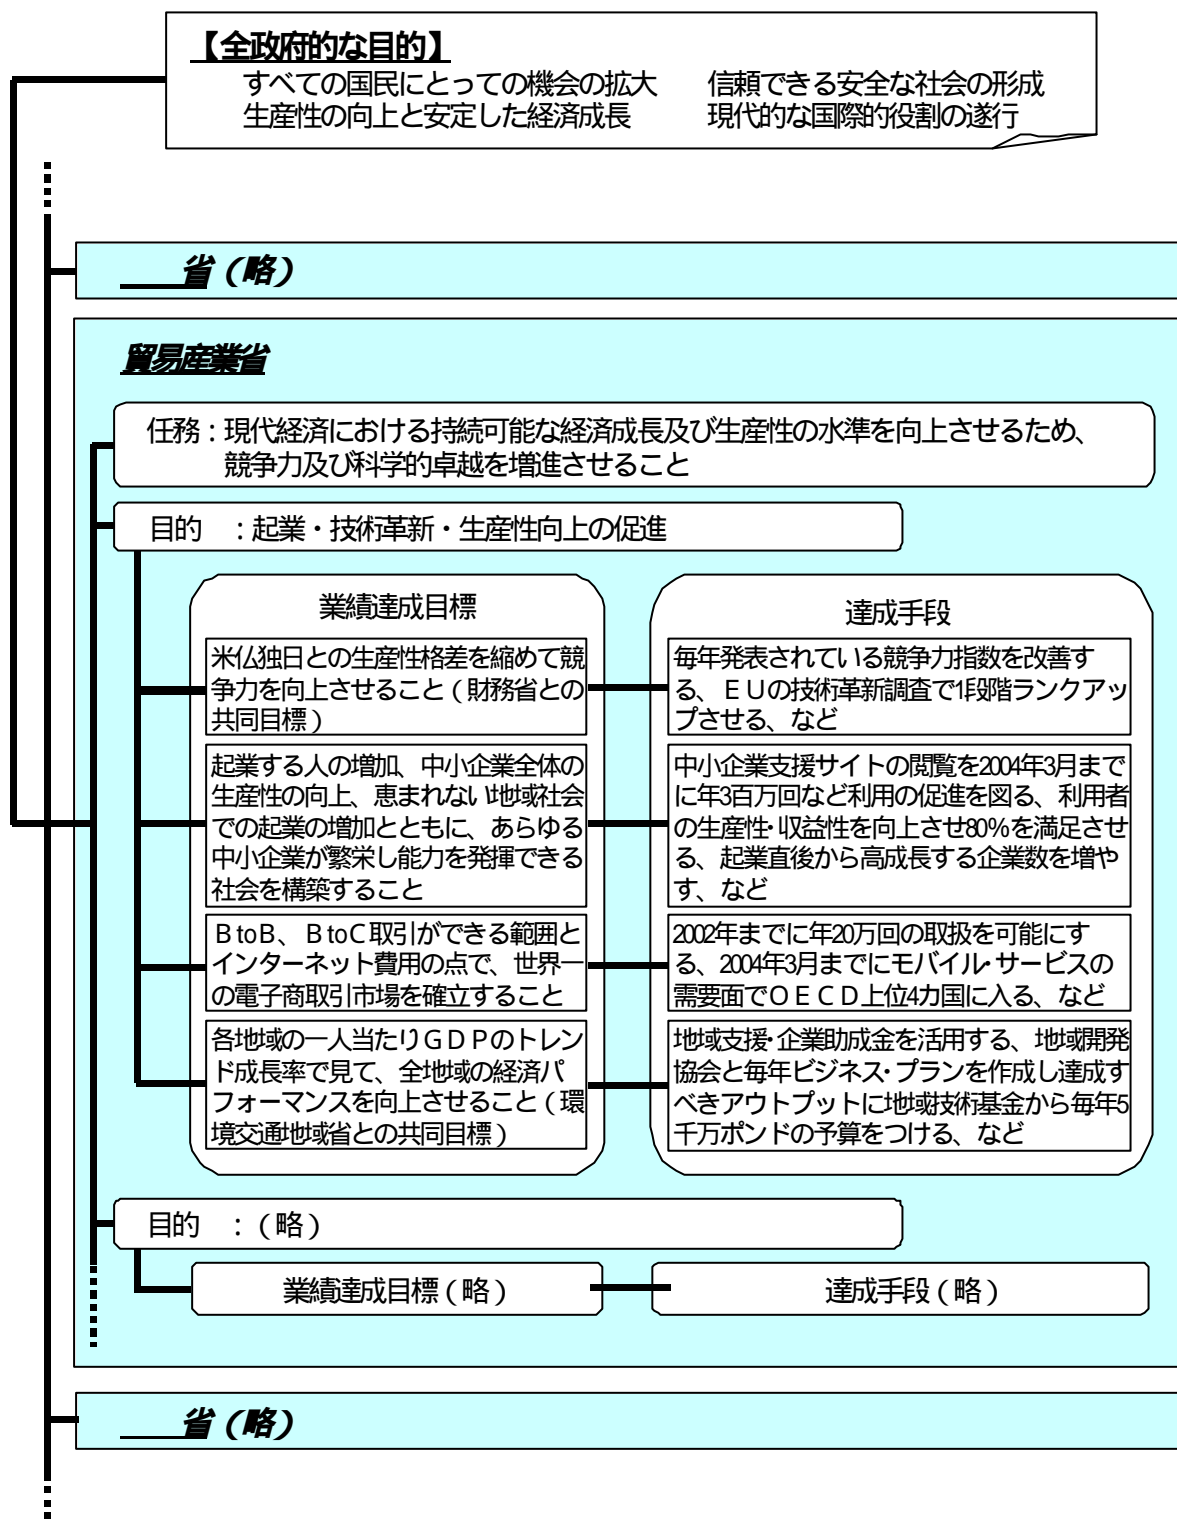 【全政府的な目的】
すべての国民にとっての機会の拡大　　信頼できる安全な社会の形成
生産性の向上と安定した経済成長　　　現代的な国際的役割の遂行
省（略）
貿易産業省
任務：現代経済における持続可能な経済成長及び生産性の水準を向上させるため、
競争力及び科学的卓越を増進させること
目的　：起業・技術革新・生産性向上の促進
業績達成目標
達成手段
米仏独日との生産性格差を縮めて競
争力を向上させること（財務省との
共同目標）
毎年発表されている競争力指数を改善す
る、ＥＵの技術革新調査で1段階ランクアッ
プさせる、など
起業する人の増加、中小企業全体の
生産性の向上、恵まれない地域社会
での起業の増加とともに、あらゆる
中小企業が繁栄し能力を発揮できる
社会を構築すること
中小企業支援サイトの閲覧を2004年3月まで
に年3百万回など利用の促進を図る、利用者
の生産性・収益性を向上させ80％を満足させ
る、起業直後から高成長する企業数を増や
す、など
ＢtoＢ、ＢtoＣ取引ができる範囲と
インターネット費用の点で、世界一
の電子商取引市場を確立すること
2002年までに年20万回の取扱を可能にす
る、2004年3月までにモバイル・サービスの
需要面でＯＥＣＤ上位4カ国に入る、など
各地域の一人当たりＧＤＰのトレン
ド成長率で見て、全地域の経済パ
フォーマンスを向上させること（環
境交通地域省との共同目標）
地域支援・企業助成金を活用する、地域開発
協会と毎年ビジネス・プランを作成し達成す
べきアウトプットに地域技術基金から毎年5
千万ポンドの予算をつける、など
目的　：（略）
業績達成目標（略）
達成手段（略）
省（略）